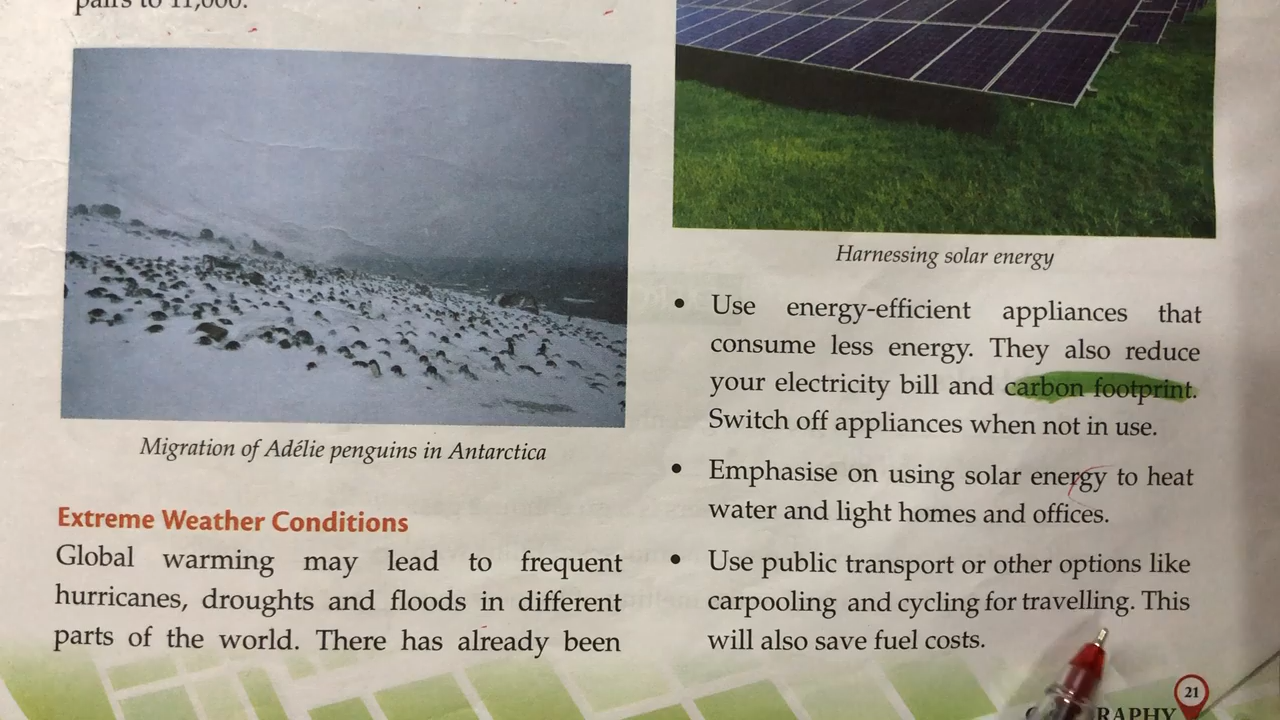 pairs to 11,000.
Migration of Adélie penguins in Antarctica
Extreme Weather Conditions
Global warming may lead to frequent
hurricanes, droughts and floods in different
parts of the world. There has already been
Harnessing solar energy
• Use energy-efficient appliances that
consume less energy. They also reduce
your electricity bill and carbon footprint.
Switch off appliances when not in use.
• Emphasise on using solar energy to heat
water and light homes and offices.
• Use public transport or other options like
carpooling and cycling for travelling. This
will also save fuel costs.
21